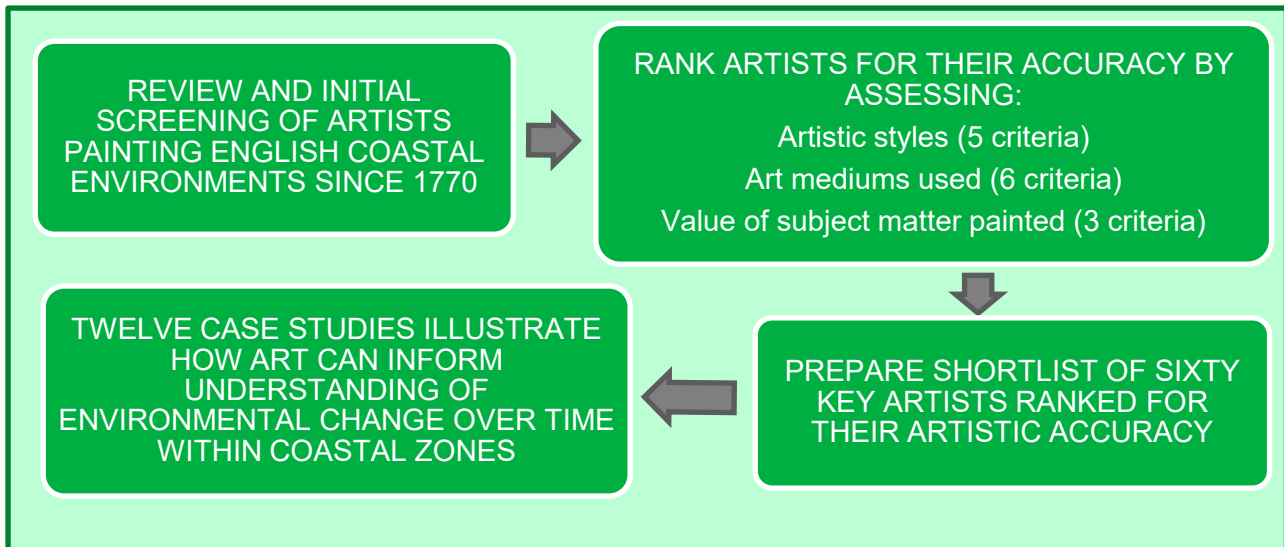 REVIEW AND INITIAL
SCREENING OF ARTISTS
PAINTING ENGLISH COASTAL
ENVIRONMENTS SINCE 1770
RANK ARTISTS FOR THEIR ACCURACY BY
ASSESSING:
Artistic styles (5 criteria)
Art mediums used (6 criteria)
Value of subject matter painted (3 criteria)
PREPARE SHORTLIST OF SIXTY
KEY ARTISTS RANKED FOR
THEIR ARTISTIC ACCURACY
TWELVE CASE STUDIES ILLUSTRATE
HOW ART CAN INFORM
UNDERSTANDING OF
ENVIRONMENTAL CHANGE OVER TIME
WITHIN COASTAL ZONES